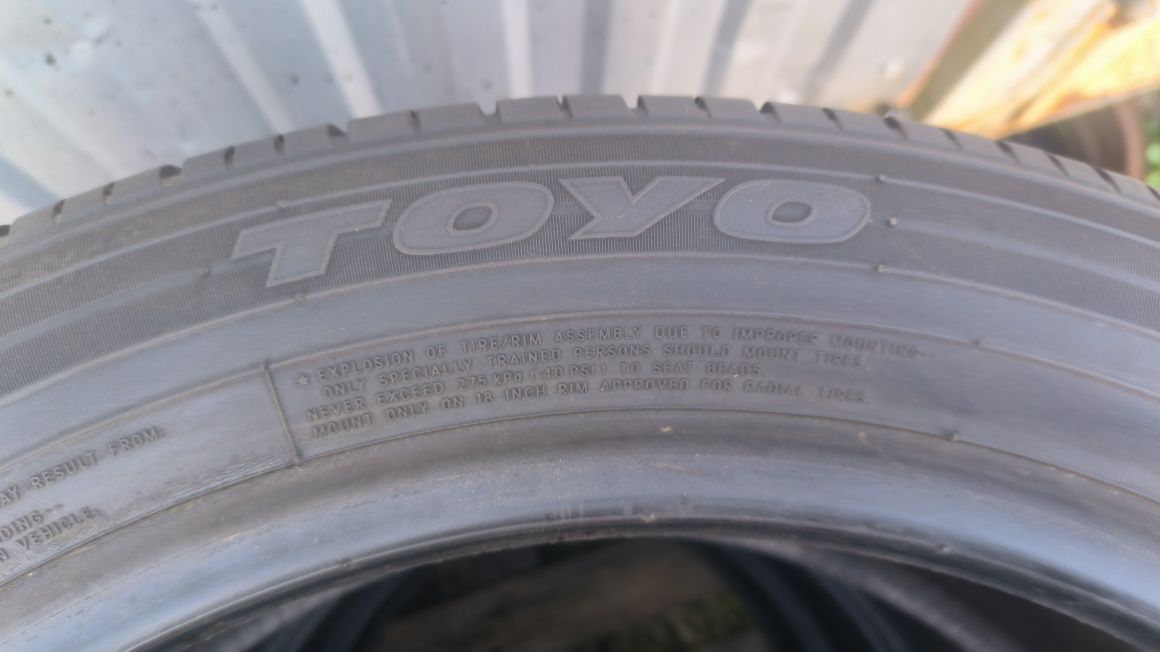 TOYO
★ EXPLOSION OF TIRE/RIM ASSEMBLY DUE TO IMPROPER MOUNTING--
ONLY SPECIALLY TRAINED PERSONS SHOULD MOUNT TIRES
NEVER EXCEED 275 kPa (40 PSI) TO SEAT BEADS
MOUNT ONLY ON 18 INCH RIM APPROVED FOR RADIAL TIRES
RESULT FROM:
VEHICLE.